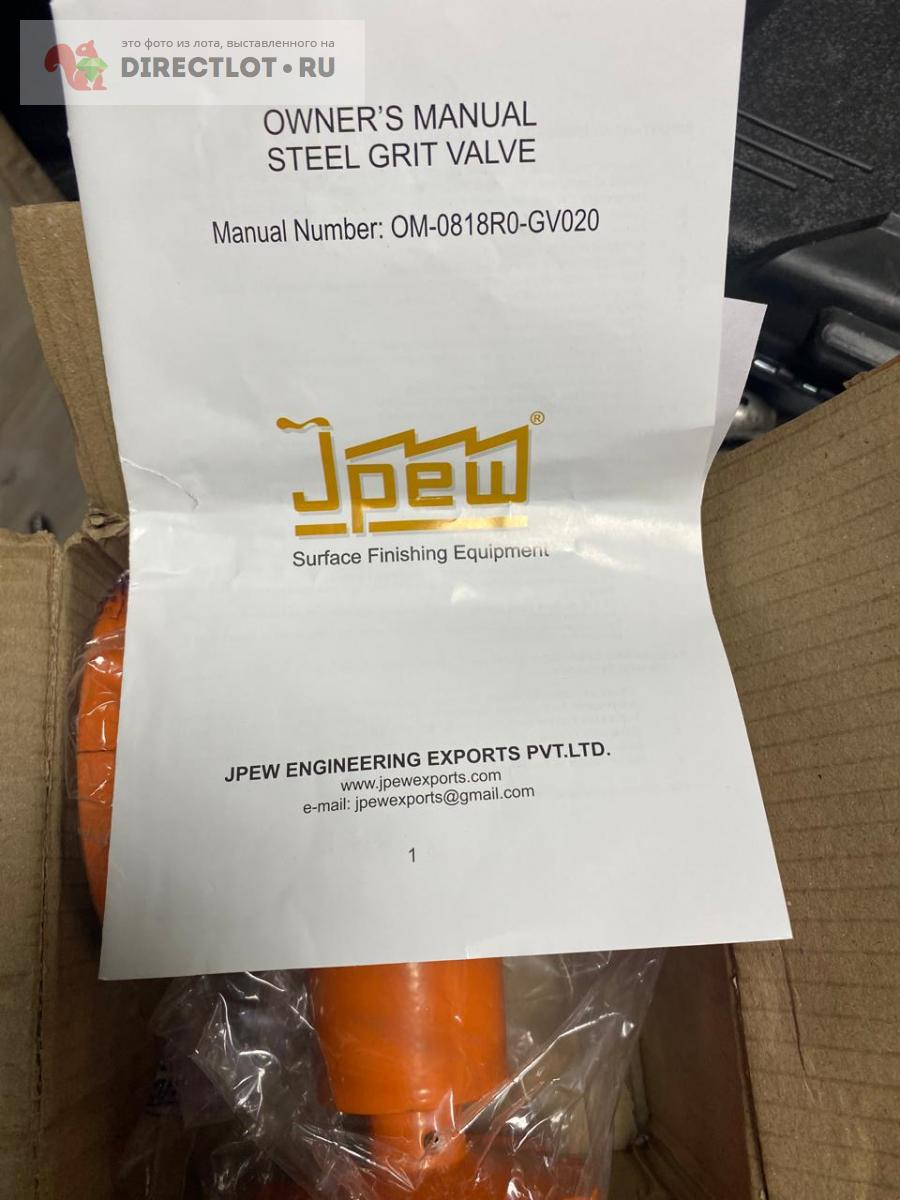 это фото из лота, выставленного на
DIRECTLOT.RU
OWNER'S MANUAL
STEEL GRIT VALVE
Manual Number: OM-0818R0-GV020
Jpew®
Surface Finishing Equipment
JPEW ENGINEERING EXPORTS PVT.LTD.
www.jpewexports.com
e-mail: jpewexports@gmail.com
1